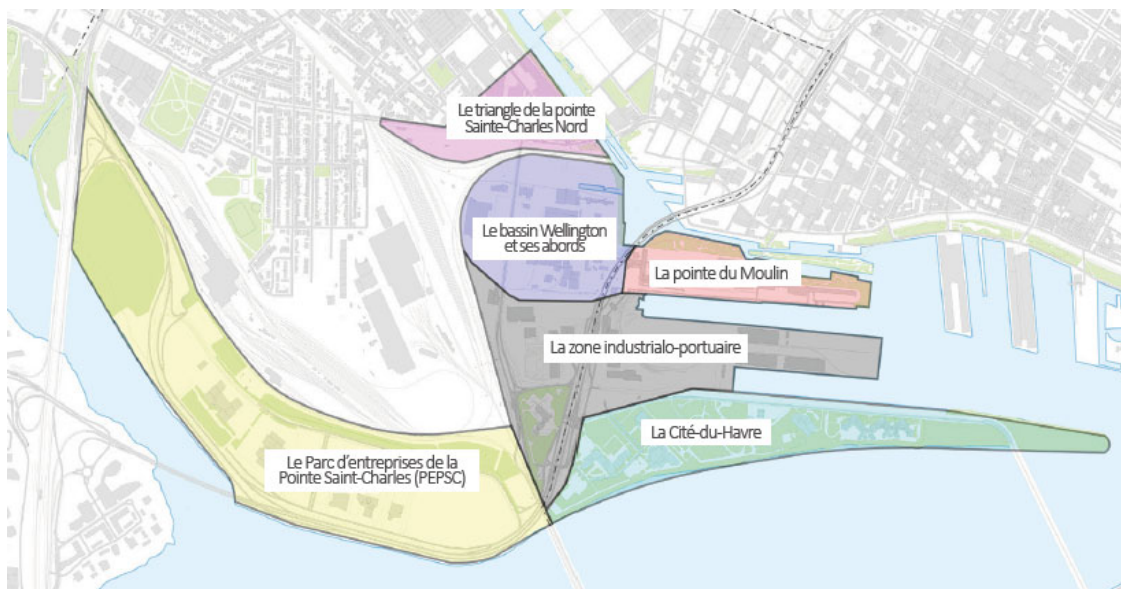 Le triangle de la pointe
Sainte-Charles Nord
Le bassin Wellington
et ses abords
La pointe du Moulin
La zone industrialo-portuaire
La Cité-du-Havre
Le Parc d'entreprises de la
Pointe Saint-Charles (PEPSC)